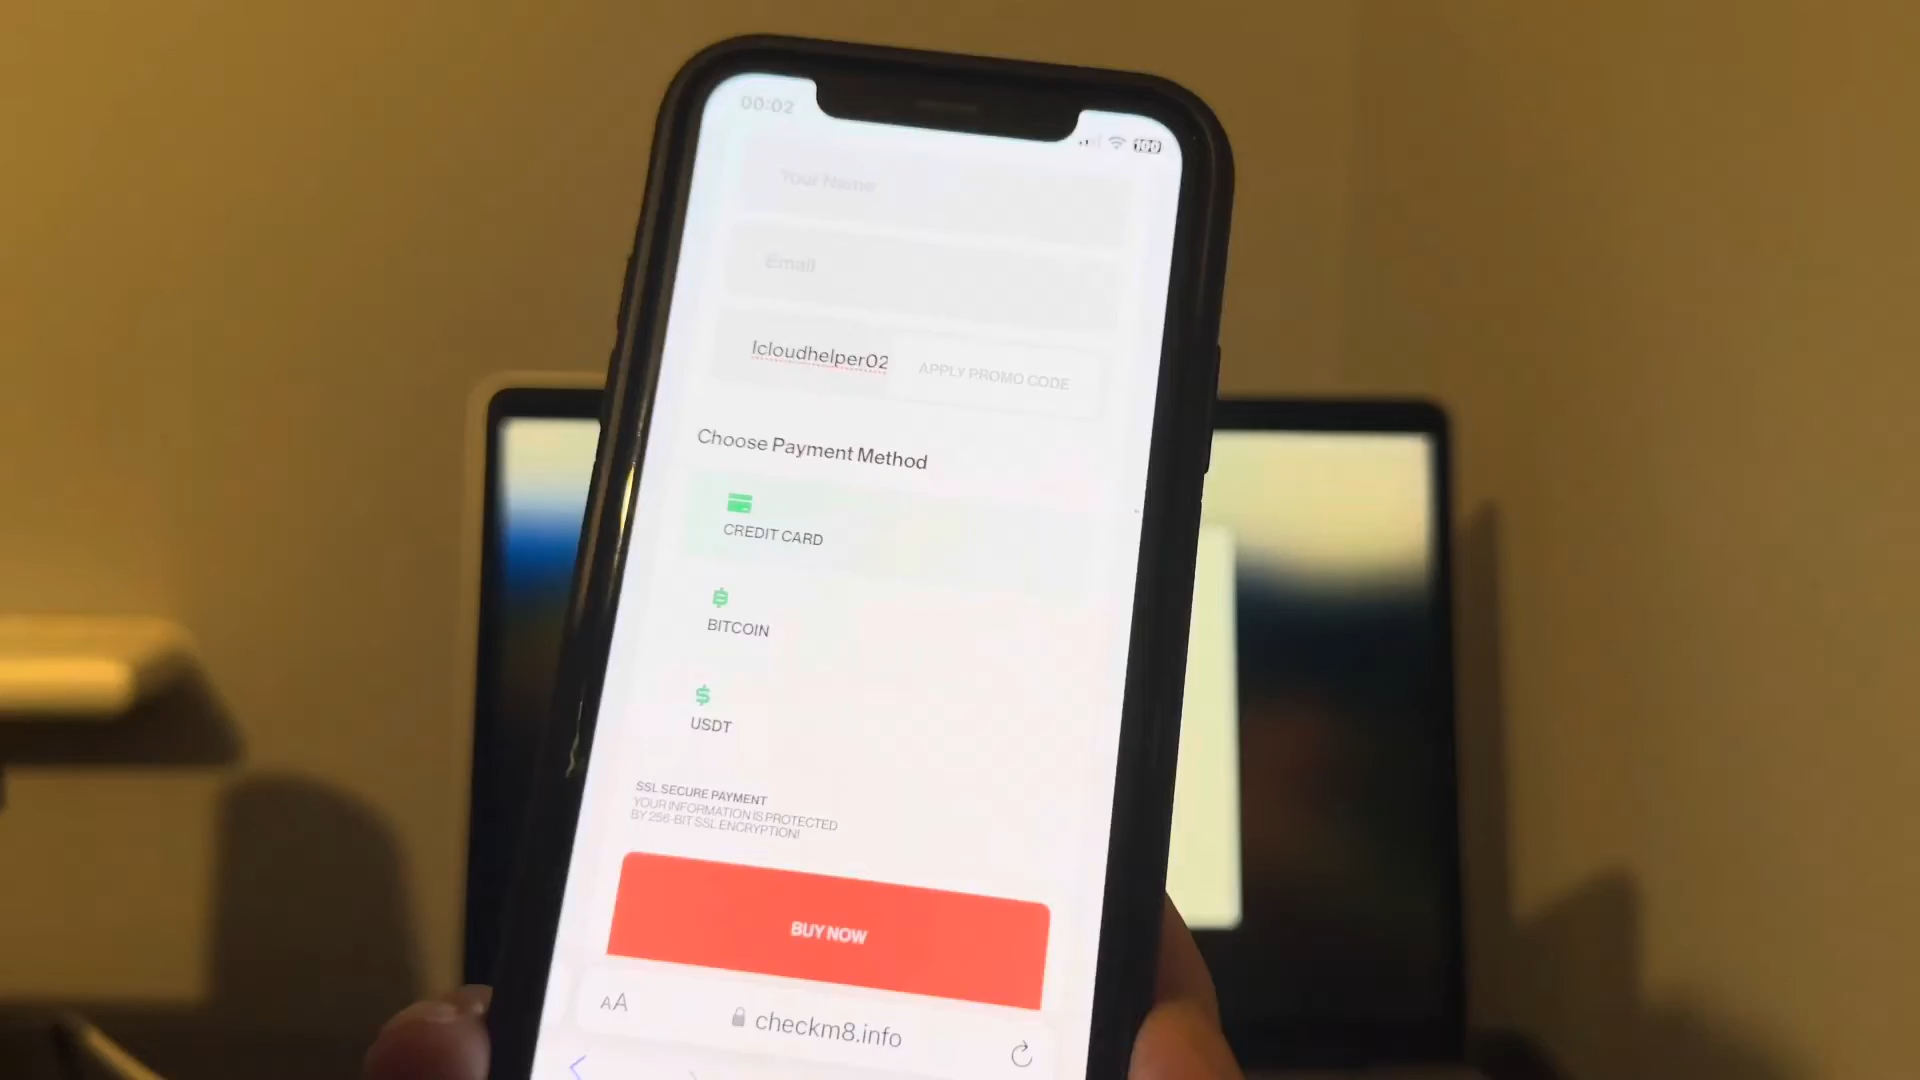 00:02
100
Your Name
Email
Icloudhelper02
APPLY PROMO CODE
Choose Payment Method
CREDIT CARD
BITCOIN
USDT
SSL SECURE PAYMENT
YOUR INFORMATION IS PROTECTED
BY 256-BIT SSL ENCRYPTION!
BUY NOW
AA
checkm8.info